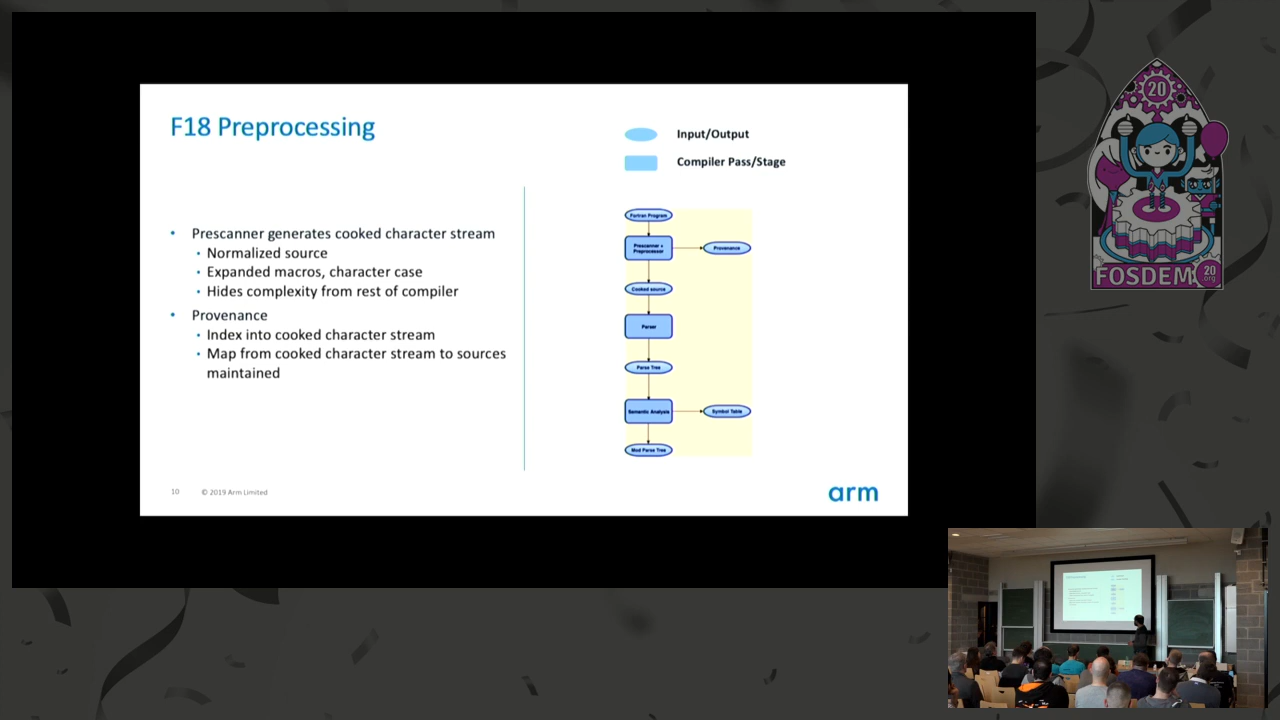 F18 Preprocessing
Input/Output
Compiler Pass/Stage
• Prescanner generates cooked character stream
• Normalized source
• Expanded macros, character case
• Hides complexity from rest of compiler
• Provenance
• Index into cooked character stream
• Map from cooked character stream to sources
maintained
Fortran Program
Prescanner +
Preprocessor
Provenance
Cooked source
Parser
Parse Tree
Semantic Analysis
Symbol Table
Mod Parse Tree
10 © 2019 Arm Limited
arm
20
FOSDEM
20
.org